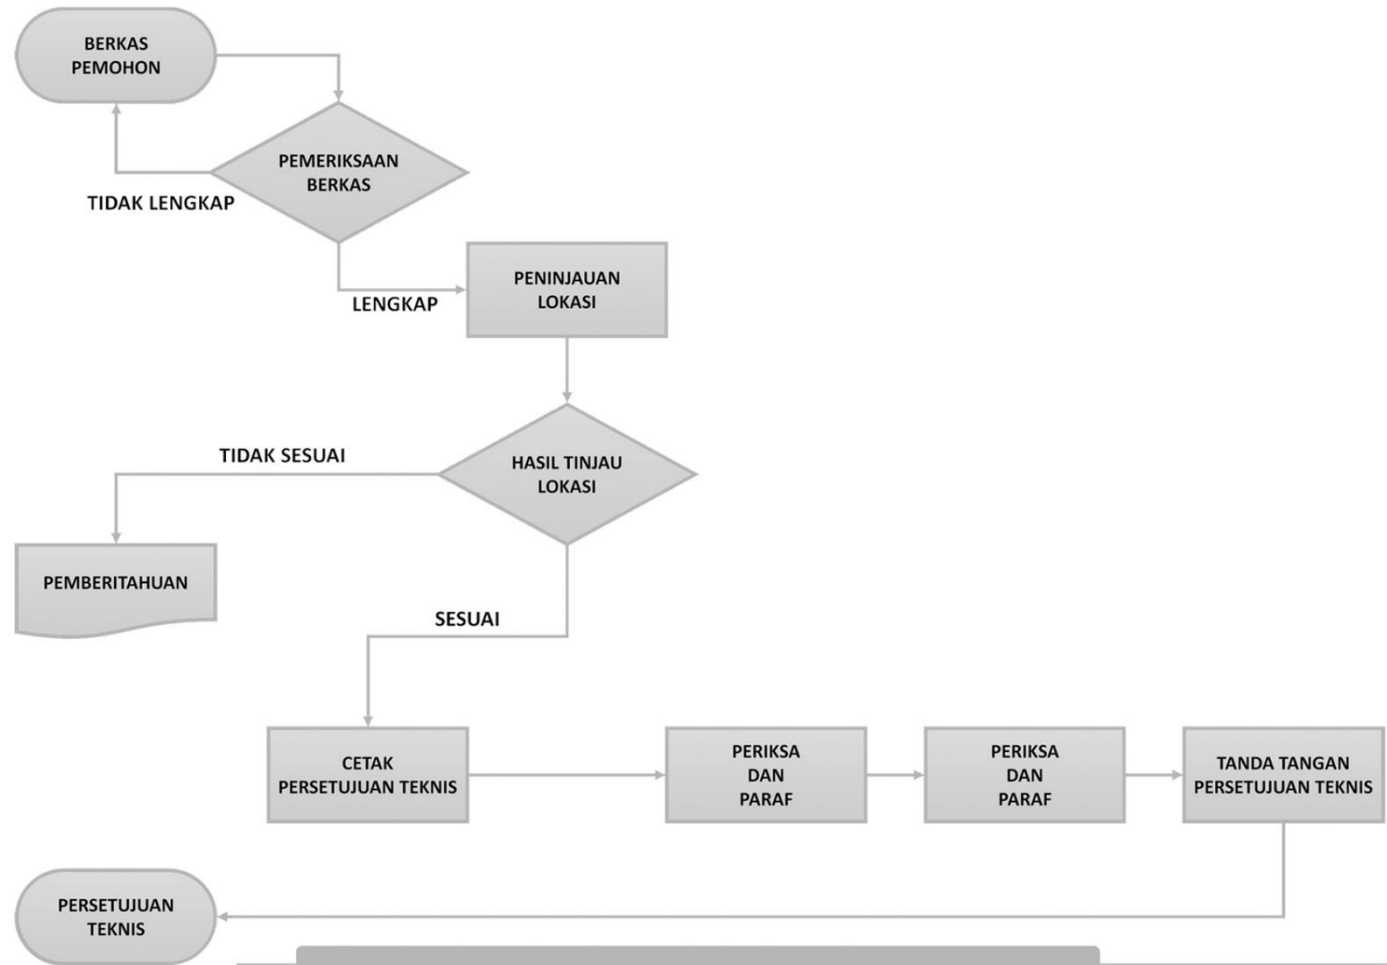 BERKAS
PEMOHON
PEMERIKSAAN
BERKAS
TIDAK LENGKAP
LENGKAP
PENINJAUAN
LOKASI
HASIL TINJAU
LOKASI
TIDAK SESUAI
PEMBERITAHUAN
SESUAI
CETAK
PERSETUJUAN TEKNIS
PERIKSA
DAN
PARAF
PERIKSA
DAN
PARAF
TANDA TANGAN
PERSETUJUAN TEKNIS
PERSETUJUAN
TEKNIS